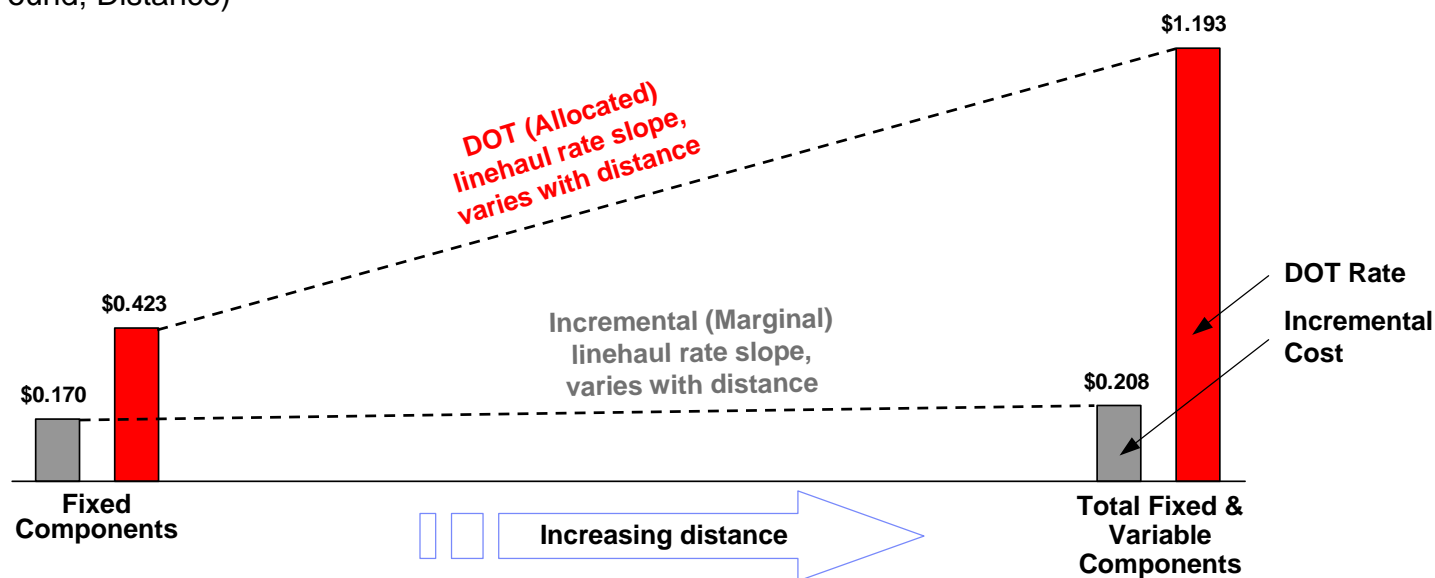 Distance)
$1.193
DOT (Allocated)
linehaul rate slope,
varies with distance
DOT Rate
$0.423
Incremental (Marginal)
linehaul rate slope,
varies with distance
Incremental
Cost
$0.170
$0.208
Fixed
Components
Increasing distance
Total Fixed &
Variable
Components